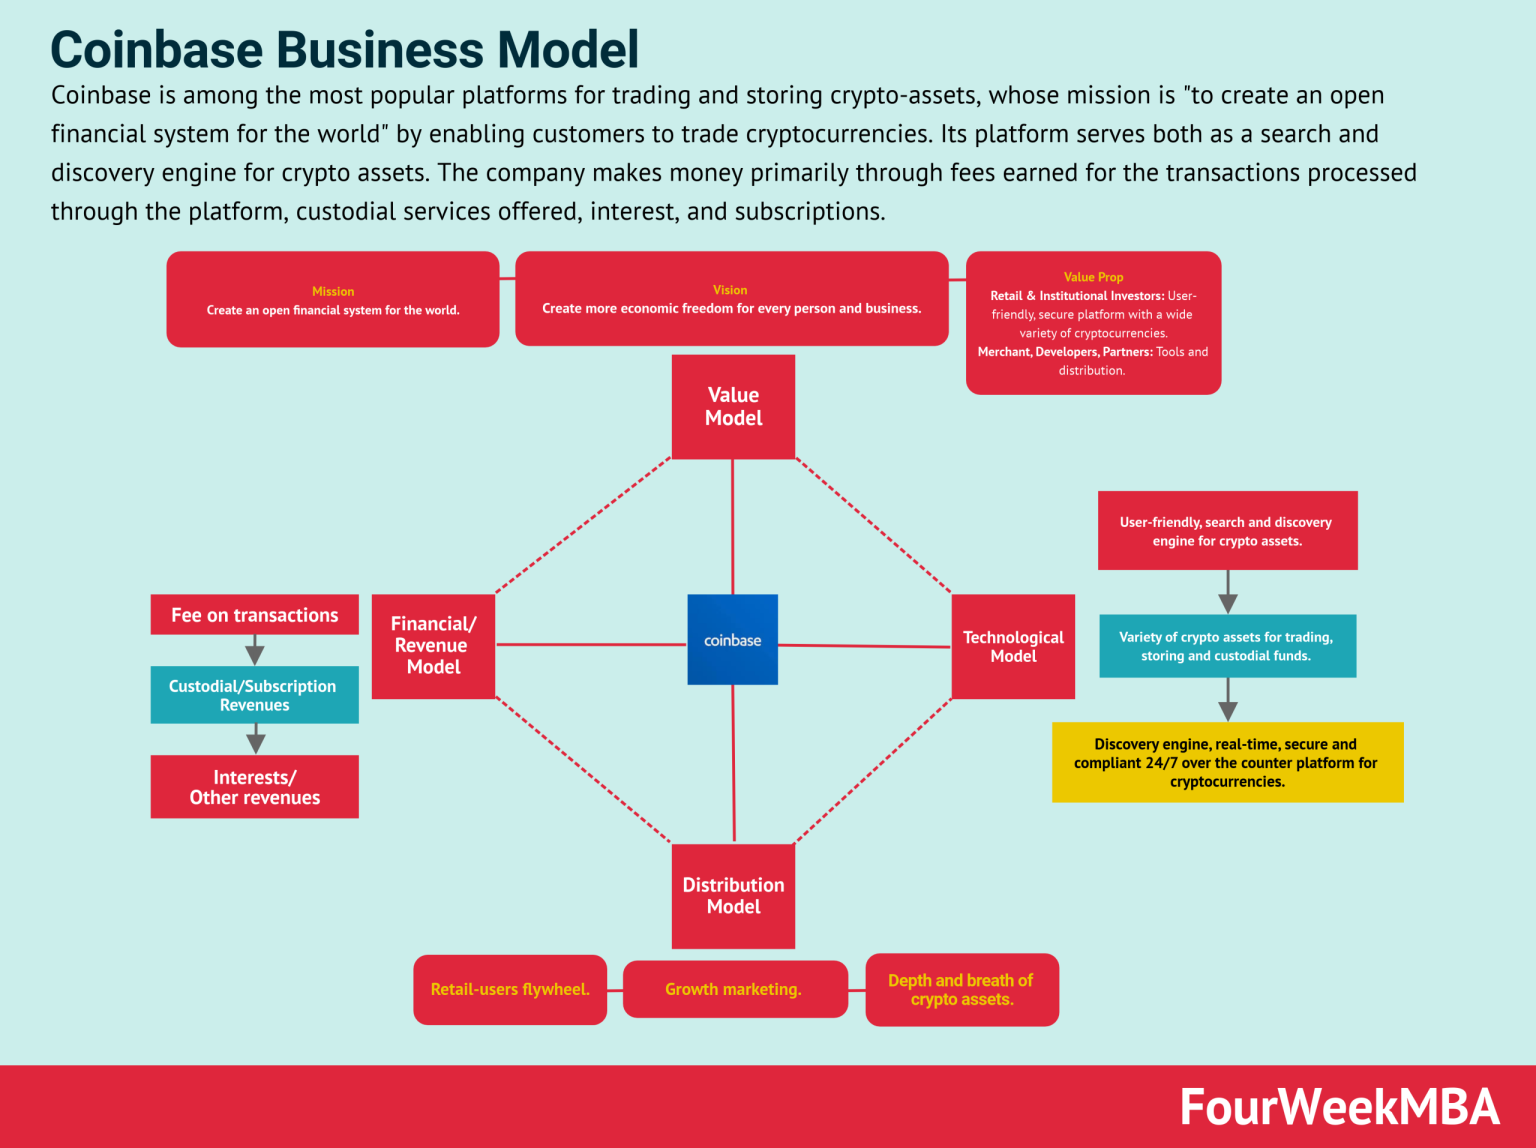 Coinbase Business Model
Coinbase is among the most popular platforms for trading and storing crypto-assets, whose mission is "to create an open
financial system for the world" by enabling customers to trade cryptocurrencies. Its platform serves both as a search and
discovery engine for crypto assets. The company makes money primarily through fees earned for the transactions processed
through the platform, custodial services offered, interest, and subscriptions.
Mission
Create an open financial system for the world.
Vision
Create more economic freedom for every person and business.
Value Prop
Retail & Institutional Investors: User-
friendly, secure platform with a wide
variety of cryptocurrencies.
Merchant, Developers, Partners: Tools and
distribution.
Value
Model
User-friendly, search and discovery
engine for crypto assets.
Variety of crypto assets for trading,
storing and custodial funds.
Discovery engine, real-time, secure and
compliant 24/7 over the counter platform for
cryptocurrencies.
Fee on transactions
Custodial/Subscription
Revenues
Interests/
Other revenues
Financial/
Revenue
Model
coinbase
Technological
Model
Distribution
Model
Retail-users flywheel.
Growth marketing.
Depth and breath of
crypto assets.
FourWeekMBA